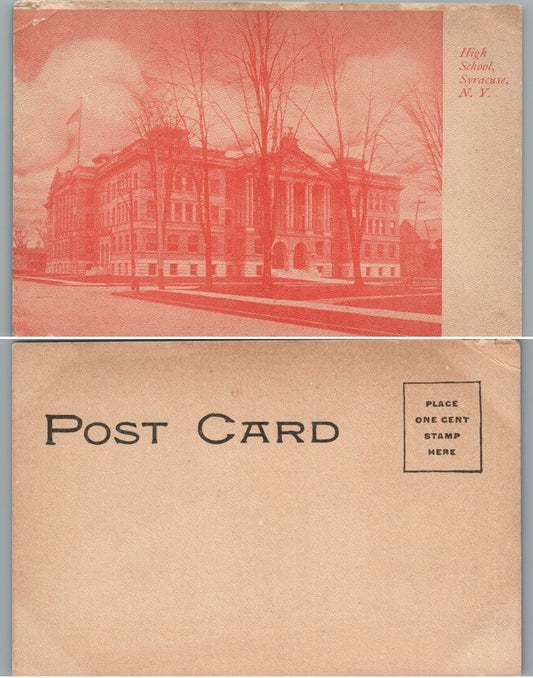 High
School,
Syracuse,
N. Y.
POST CARD
PLACE
ONE CENT
STAMP
HERE